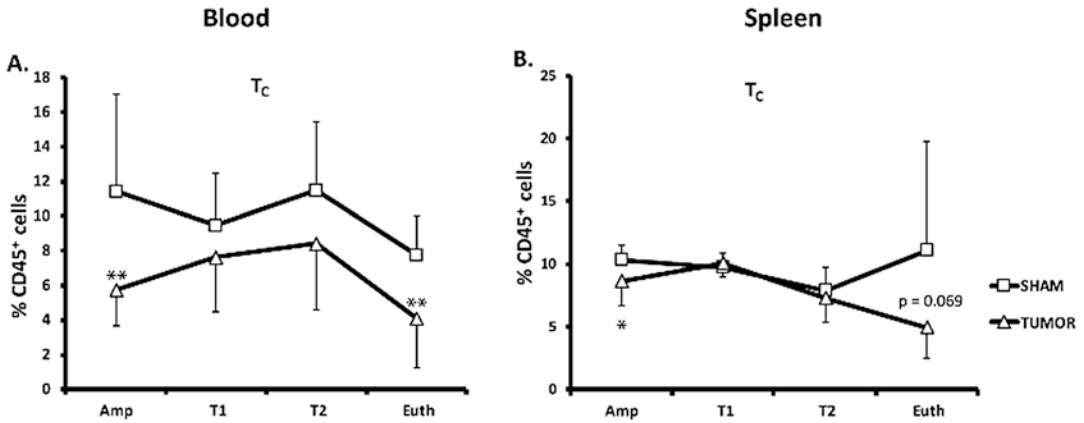 Blood
Spleen
A.
T_C
% CD45⁺ cells
18
16
14
12
10
8
6
4
2
0
**
**
Amp T1 T2 Euth
B.
T_C
% CD45⁺ cells
25
20
15
10
5
0
*
p = 0.069
Amp T1 T2 Euth
SHAM
TUMOR